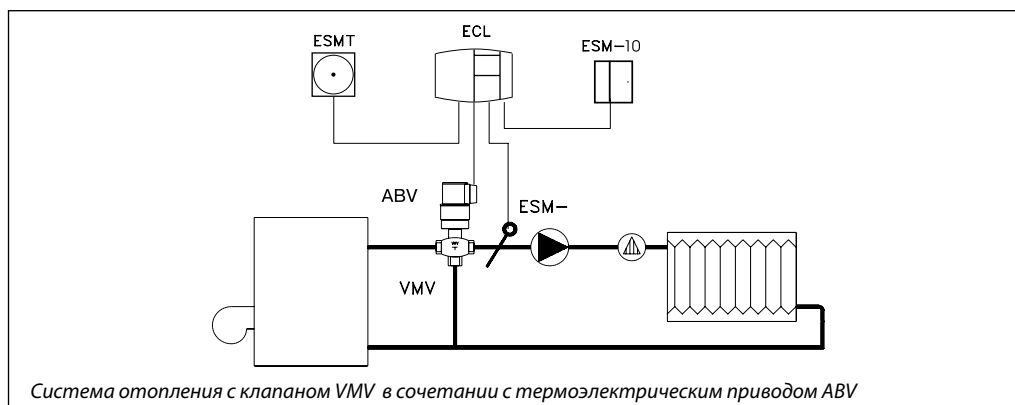 ESMT
ECL
ESM-10
ABV
ESM-
VMV
Система отопления с клапаном VMV в сочетании с термоэлектрическим приводом ABV